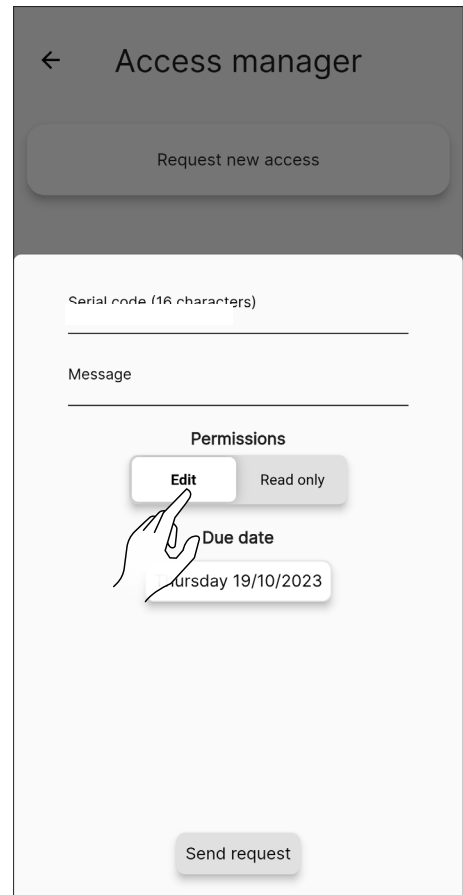 Access manager
Request new access
Serial code (16 characters)
Message
Permissions
Edit Read only
Due date
Thursday 19/10/2023
Send request